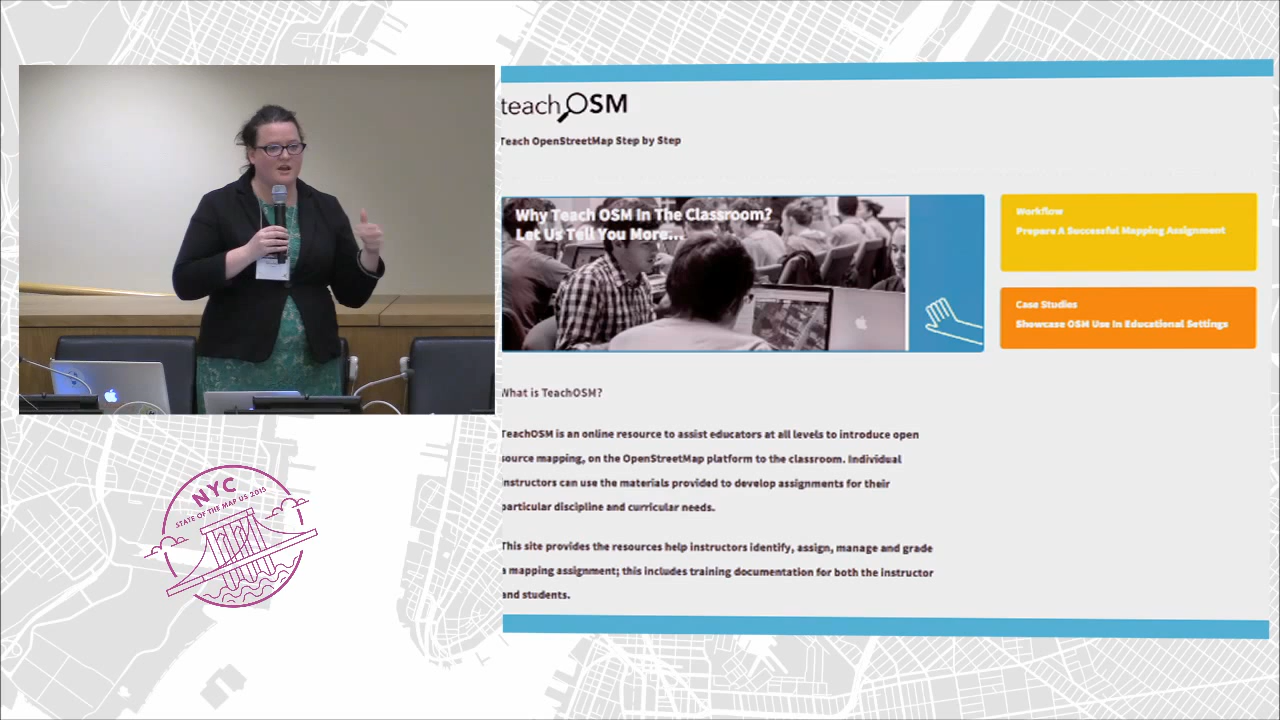 teachOSM
Teach OpenStreetMap Step by Step
Why Teach OSM In The Classroom?
Let Us Tell You More...
Workflow
Prepare A Successful Mapping Assignment
Case Studies
Showcase OSM Use In Educational Settings
What is TeachOSM?
TeachOSM is an online resource to assist educators at all levels to introduce open
source mapping, on the OpenStreetMap platform to the classroom. Individual
instructors can use the materials provided to develop assignments for their
particular discipline and curricular needs.
This site provides the resources help instructors identify, assign, manage and grade
a mapping assignment; this includes training documentation for both the instructor
and students.
NYC
STATE OF THE MAP US 2015